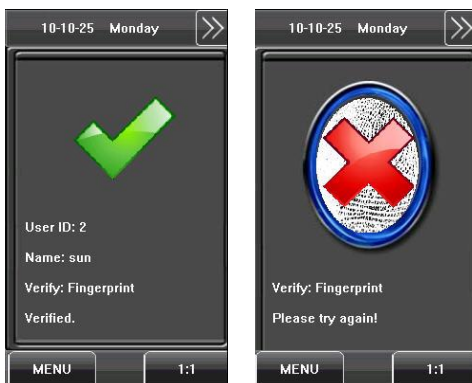 10-10-25 Monday
User ID: 2
Name: sun
Verify: Fingerprint
Verified.
MENU
1:1
10-10-25 Monday
Verify: Fingerprint
Please try again!
MENU
1:1